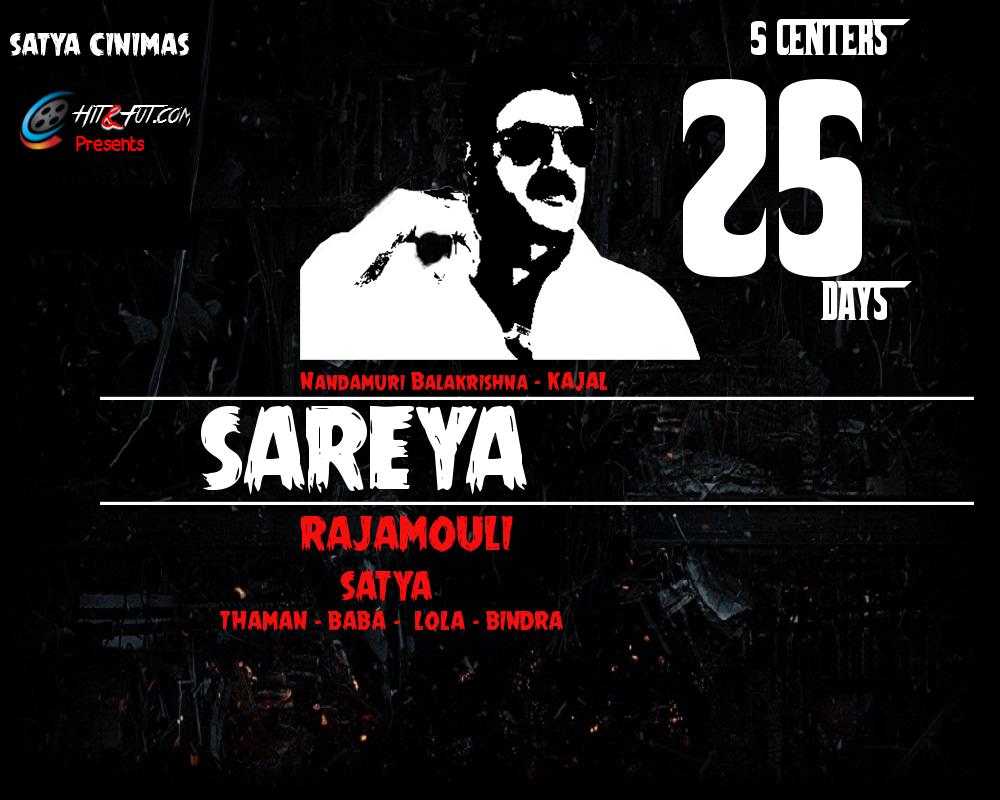 SATYA CINIMAS
HIT&FUT.COM
Presents
5 CENTERS
25
DAYS
NANDAMURI BALAKRISHNA - KAJAL
SAREYA
RAJAMOULI
SATYA
THAMAN - BABA - LOLA - BINDRA